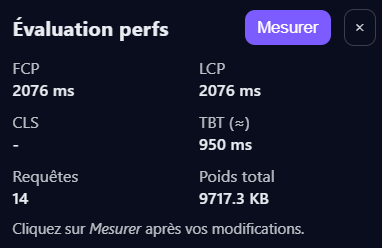 Évaluation perfs
Mesurer
×
FCP
LCP
2076 ms
2076 ms
CLS
TBT (≈)
-
950 ms
Requêtes
Poids total
14
9717.3 KB
Cliquez sur Mesurer après vos modifications.